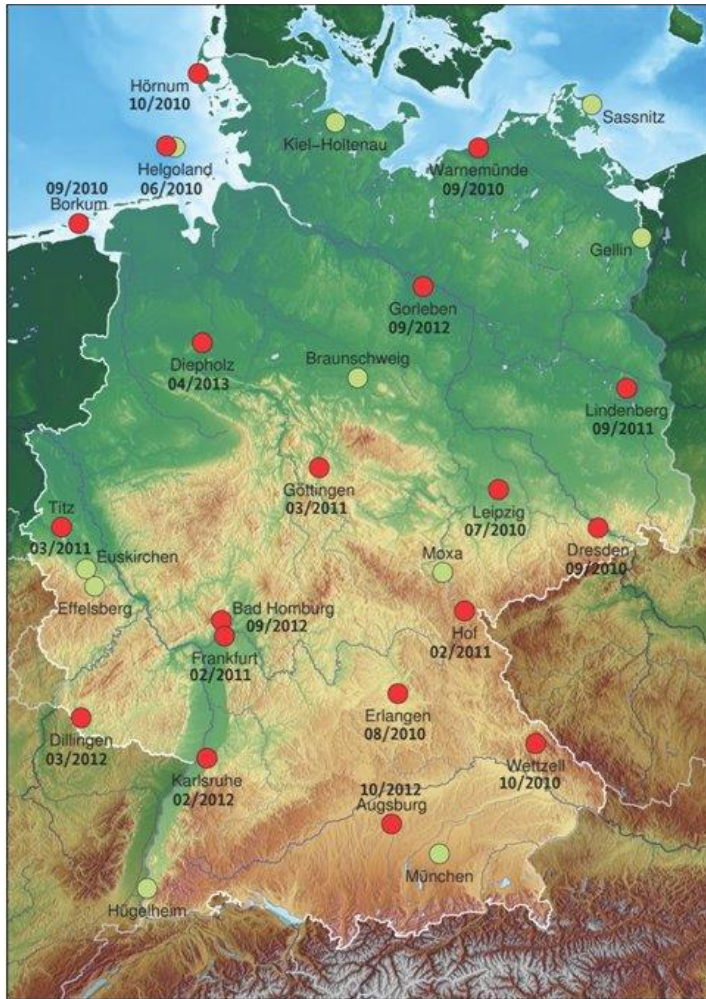 Hörnum
10/2010
Sassnitz
Kiel-Holtenau
Helgoland
06/2010
Warnemünde
09/2010
09/2010
Borkum
Gellin
Gorleben
09/2012
Diepholz
04/2013
Braunschweig
Lindenberg
09/2011
Göttingen
03/2011
Leipzig
07/2010
Titz
03/2011
Dresden
09/2010
Euskirchen
Moxa
Effelsberg
Bad Homburg
09/2012
Hof
02/2011
Frankfurt
02/2011
Erlangen
08/2010
Dillingen
03/2012
Wettzell
10/2010
Karlsruhe
02/2012
10/2012
Augsburg
München
Hügelheim